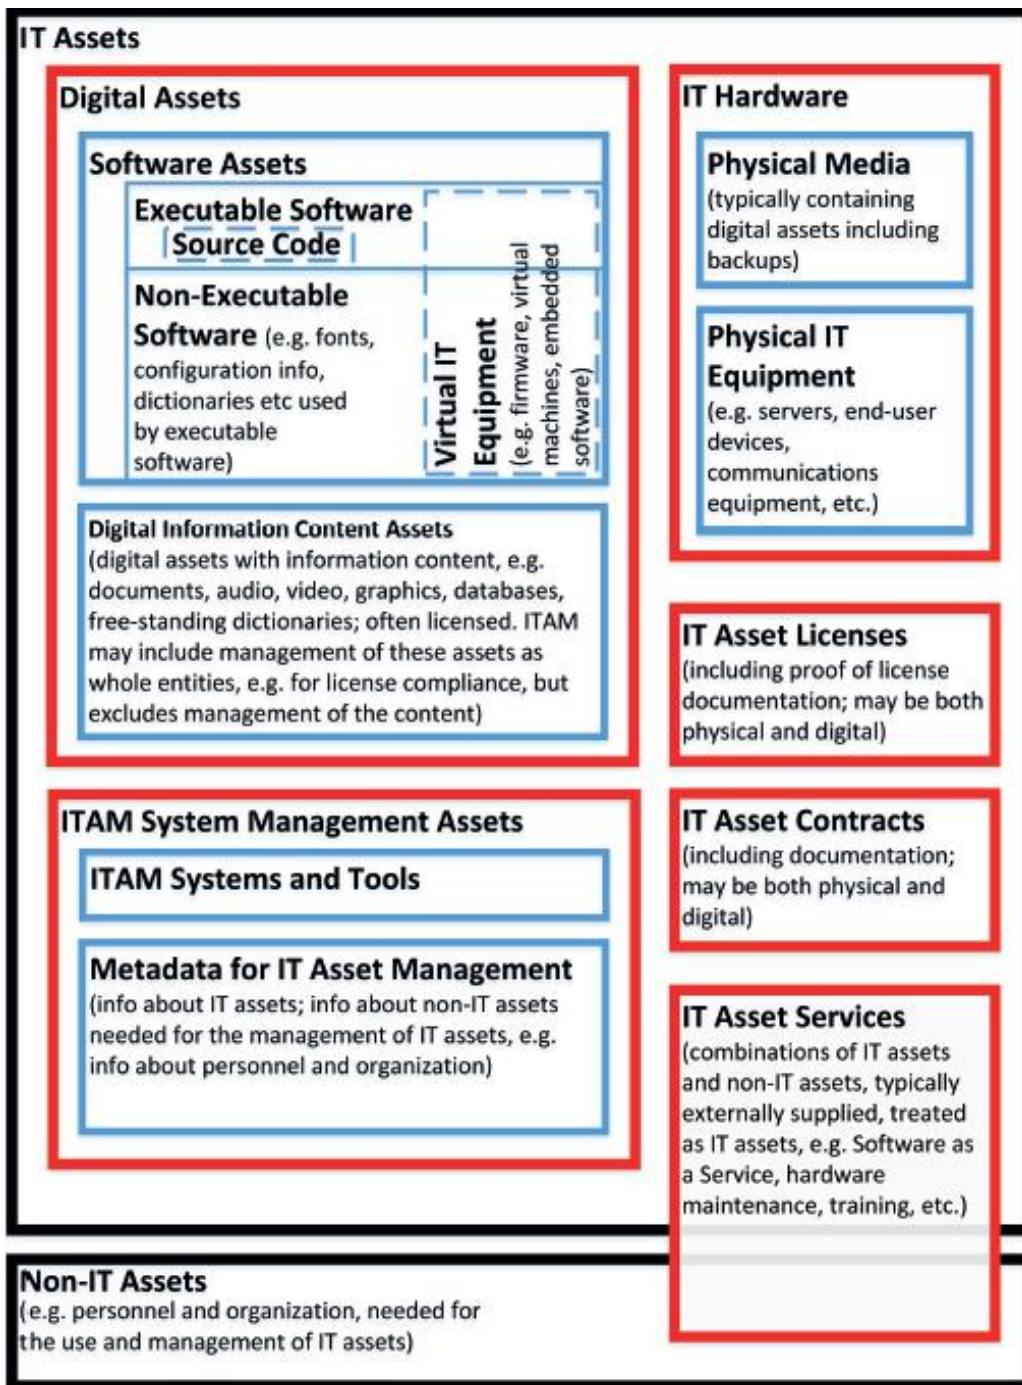 IT Assets
Digital Assets
Software Assets
Executable Software
Source Code
Non-Executable
Software (e.g. fonts,
configuration info,
dictionaries etc used
by executable
software)
Virtual IT
Equipment
(e.g. firmware, virtual
machines, embedded
software)
Digital Information Content Assets
(digital assets with information content, e.g.
documents, audio, video, graphics, databases,
free-standing dictionaries; often licensed. ITAM
may include management of these assets as
whole entities, e.g. for license compliance, but
excludes management of the content)
ITAM System Management Assets
ITAM Systems and Tools
Metadata for IT Asset Management
(info about IT assets; info about non-IT assets
needed for the management of IT assets, e.g.
info about personnel and organization)
IT Hardware
Physical Media
(typically containing
digital assets including
backups)
Physical IT
Equipment
(e.g. servers, end-user
devices,
communications
equipment, etc.)
IT Asset Licenses
(including proof of license
documentation; may be both
physical and digital)
IT Asset Contracts
(including documentation;
may be both physical and
digital)
IT Asset Services
(combinations of IT assets
and non-IT assets, typically
externally supplied, treated
as IT assets, e.g. Software as
a Service, hardware
maintenance, training, etc.)
Non-IT Assets
(e.g. personnel and organization, needed for
the use and management of IT assets)